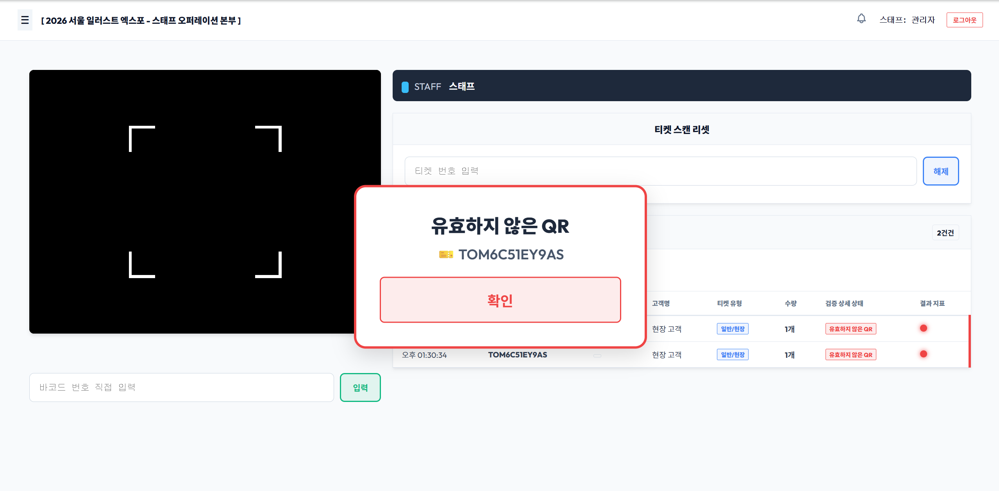 ☰ [ 2026 서울 일러스트 엑스포 - 스태프 오퍼레이션 본부 ]
스태프: 관리자
로그아웃
STAFF 스태프
티켓 스캔 리셋
티켓 번호 입력
해제
유효하지 않은 QR
🎫 TOM6C51EY9AS
확인
2건건
고객명 티켓 유형 수량 검증 상세 상태 결과 지표
현장 고객 일반/현장 1개 유효하지 않은 QR
오후 01:30:34 TOM6C51EY9AS 현장 고객 일반/현장 1개 유효하지 않은 QR
바코드 번호 직접 입력
입력